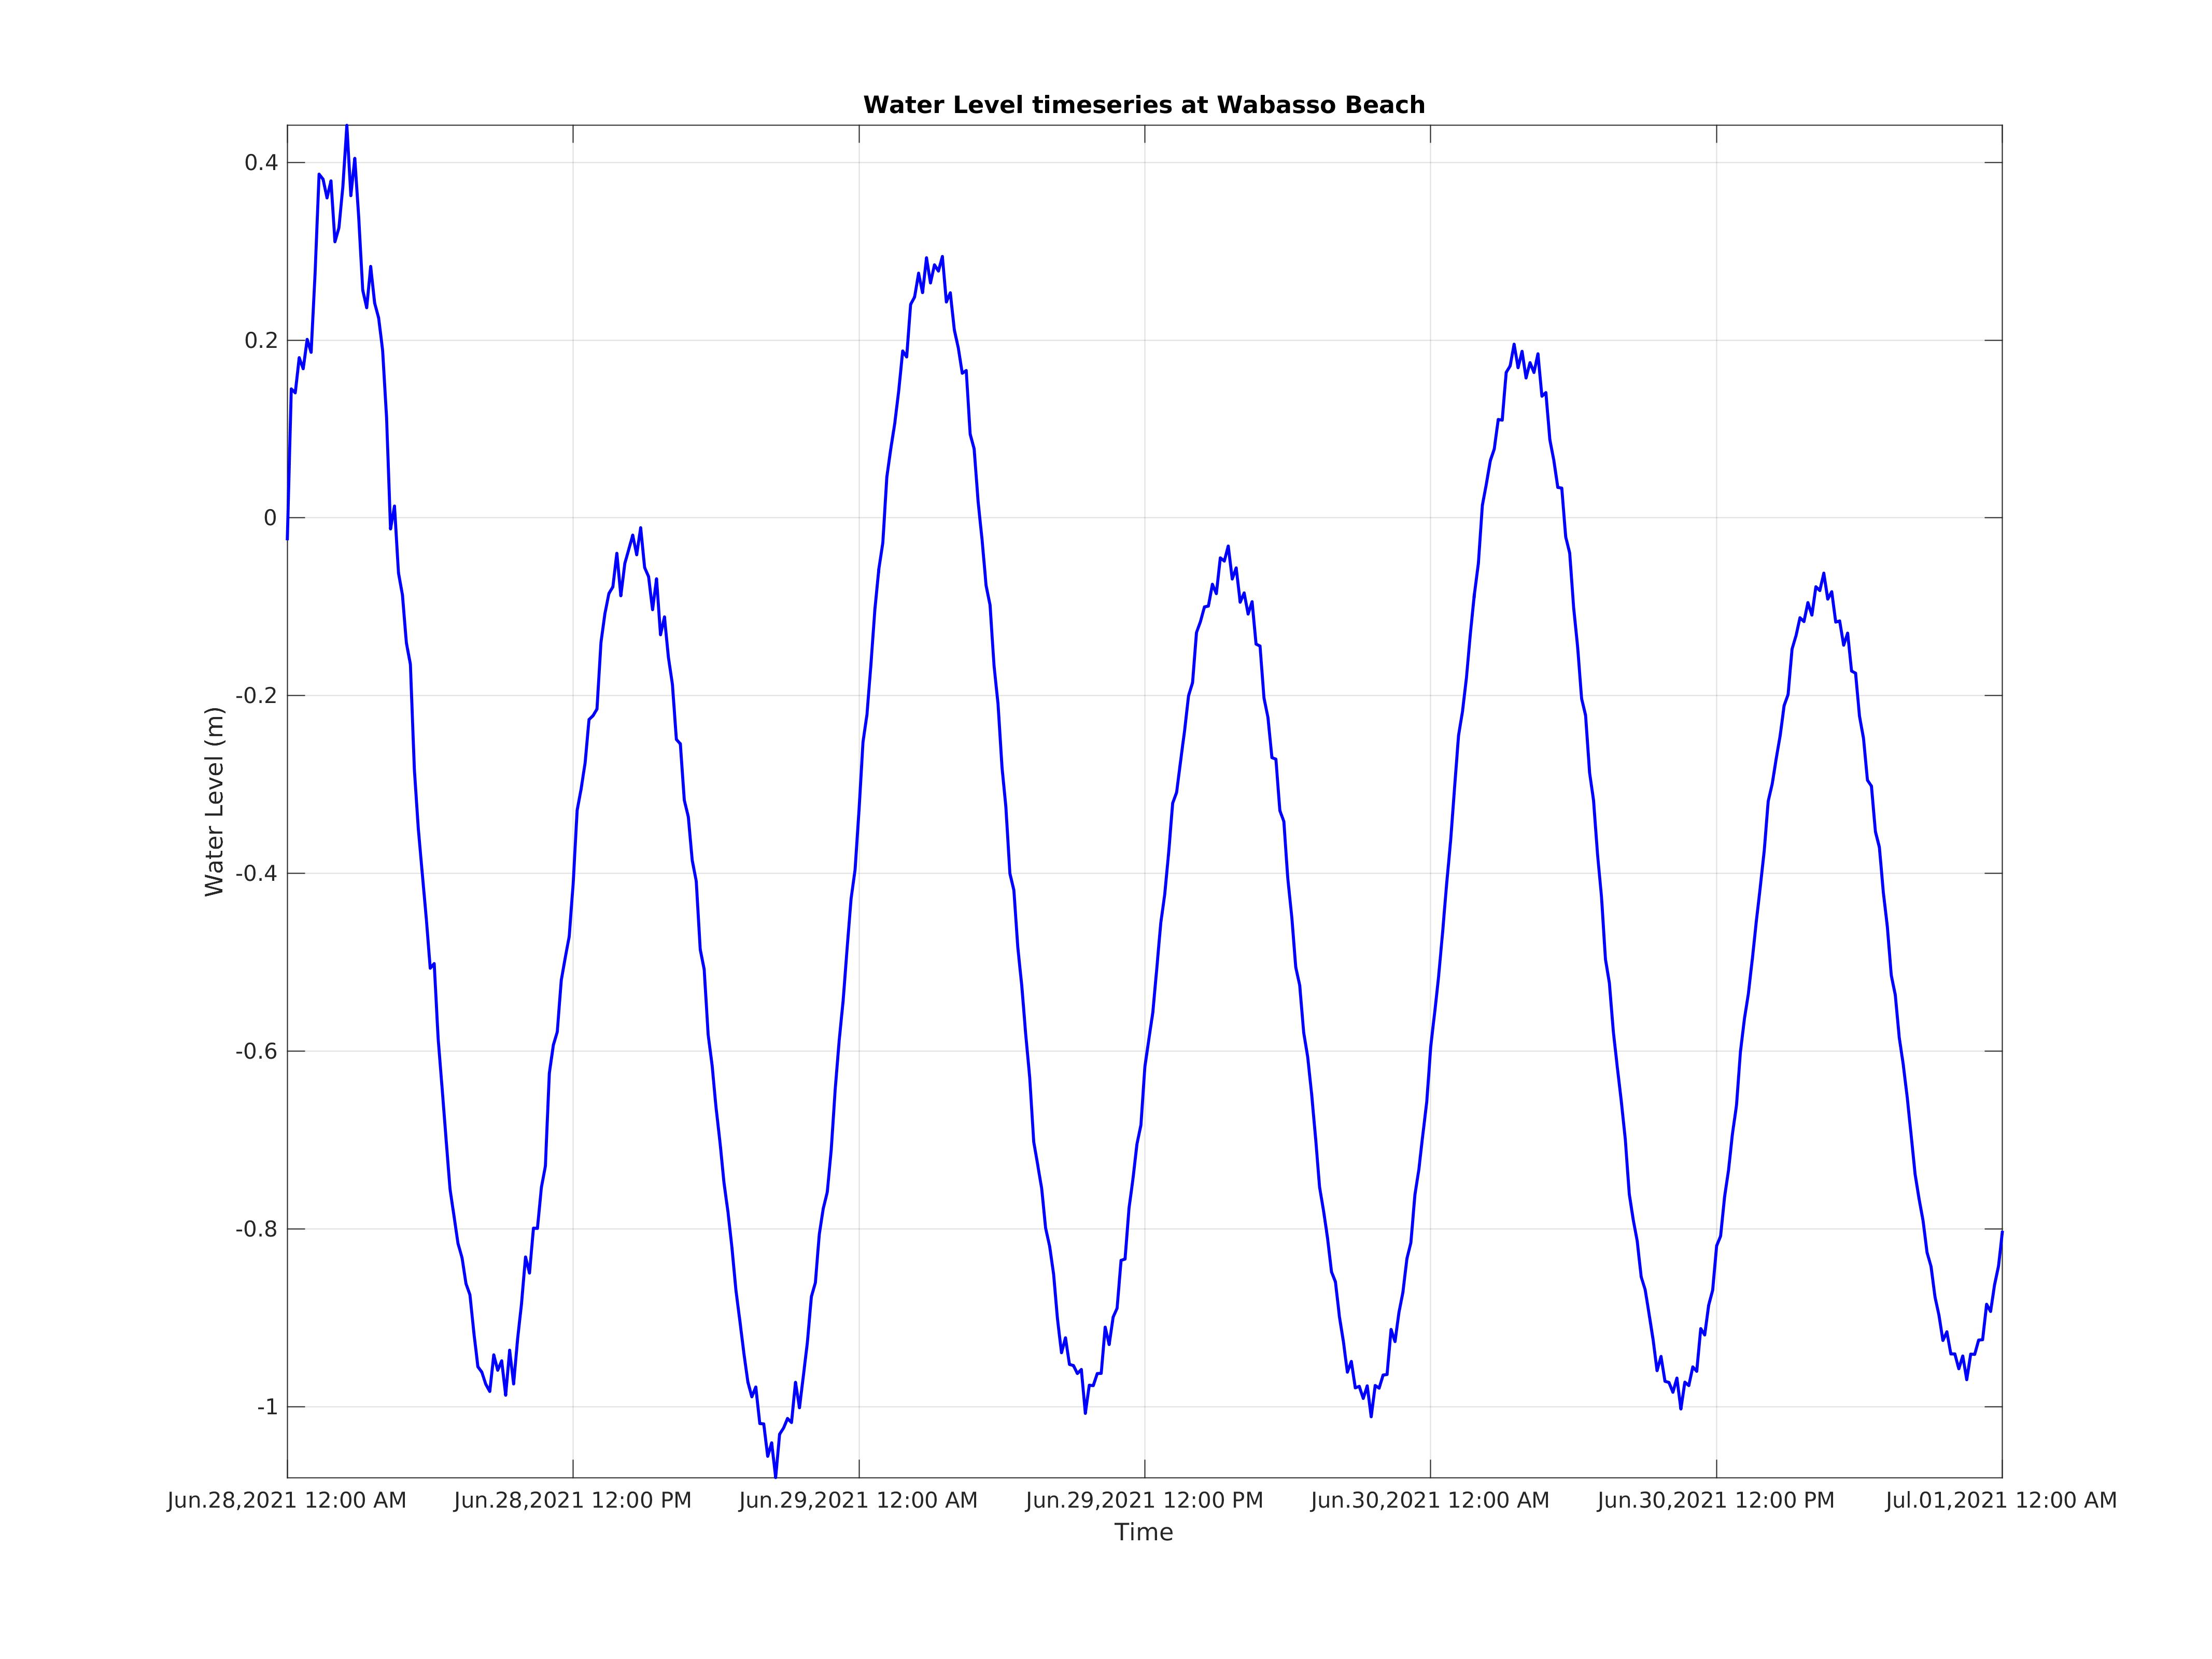 Water Level timeseries at Wabasso Beach
0.4
0.2
0
-0.2
-0.4
-0.6
-0.8
-1
Water Level (m)
Jun.28,2021 12:00 AM
Jun.28,2021 12:00 PM
Jun.29,2021 12:00 AM
Jun.29,2021 12:00 PM
Jun.30,2021 12:00 AM
Jun.30,2021 12:00 PM
Jul.01,2021 12:00 AM
Time